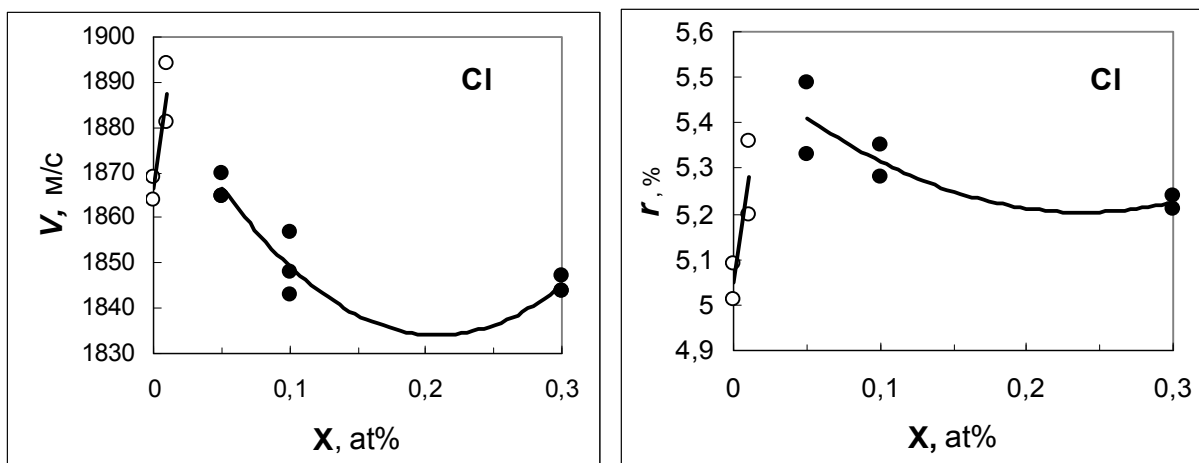 1900
1890
1880
1870
1860
1850
1840
1830
V, м/с
Cl
0 0,1 0,2 0,3
X, at%
5,6
5,5
5,4
5,3
5,2
5,1
5
4,9
r, %
Cl
0 0,1 0,2 0,3
X, at%